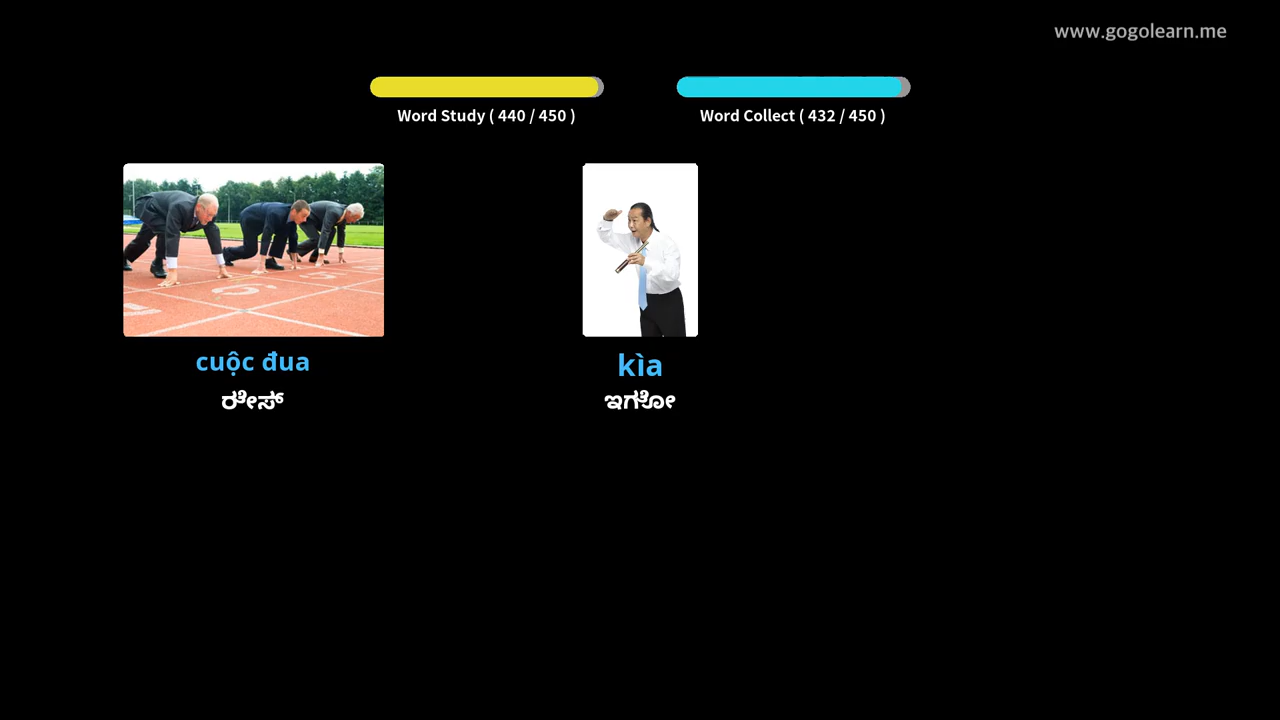 www.gogolearn.me
Word Study ( 440 / 450 )
Word Collect ( 432 / 450 )
cuộc đua
ರೇಸ್
kìa
ಇಗೋ